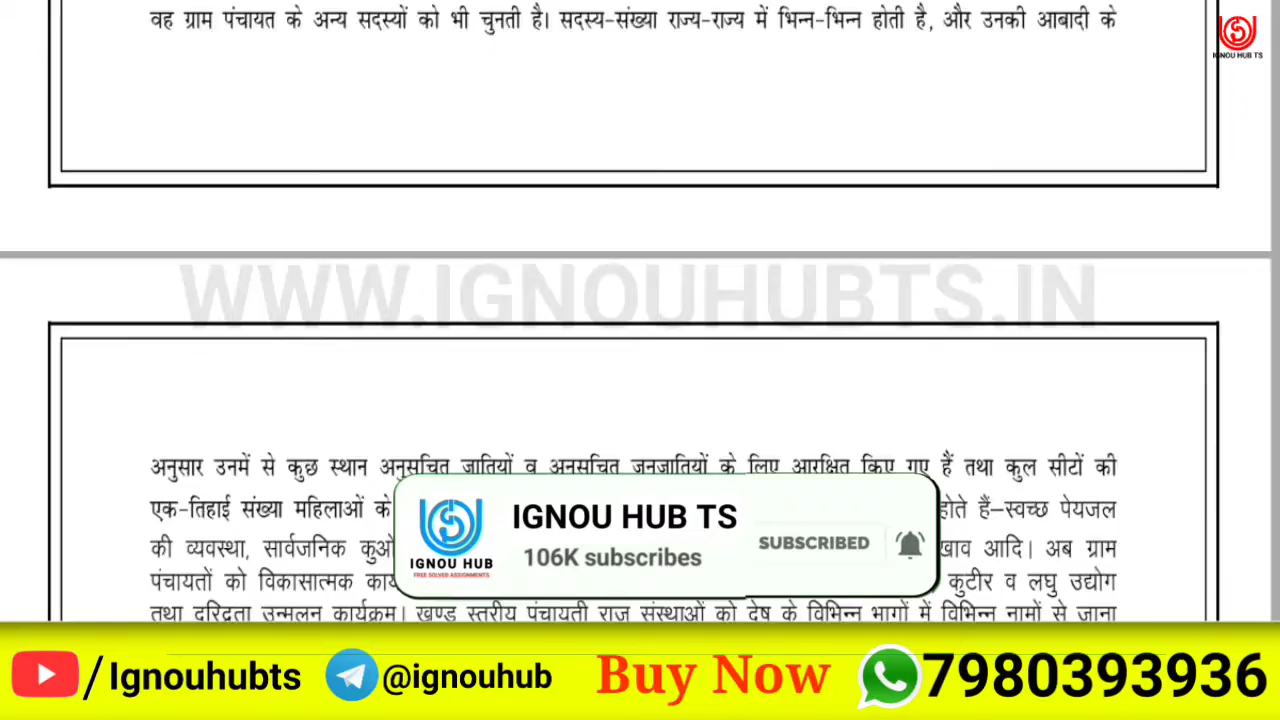 वह ग्राम पंचायत के अन्य सदस्यों को भी चुनती है। सदस्य-संख्या राज्य-राज्य में भिन्न-भिन्न होती है, और उनकी आबादी के
IGNOU HUB TS
WWW.IGNOUHUBTS.IN
अनुसार उनमें से कुछ स्थान अनुसचित जातियों व अनसचित जनजातियों के लिए आरक्षित किए गए हैं तथा कुल सीटों की
एक-तिहाई संख्या महिलाओं के होते हैं-स्वच्छ पेयजल
की व्यवस्था, सार्वजनिक कुओं खाव आदि। अब ग्राम
पंचायतों को विकासात्मक कार्य कुटीर व लघु उद्योग
तथा दरिद्रता उन्मूलन कार्यक्रम। खण्ड स्तरीय पंचायती राज संस्थाओं को देष के विभिन्न भागों में विभिन्न नामों से जाना
IGNOU HUB
FREE SOLVED ASSIGNMENTS
IGNOU HUB TS
106K subscribes
SUBSCRIBED
/Ignouhubts @ignouhub Buy Now 7980393936